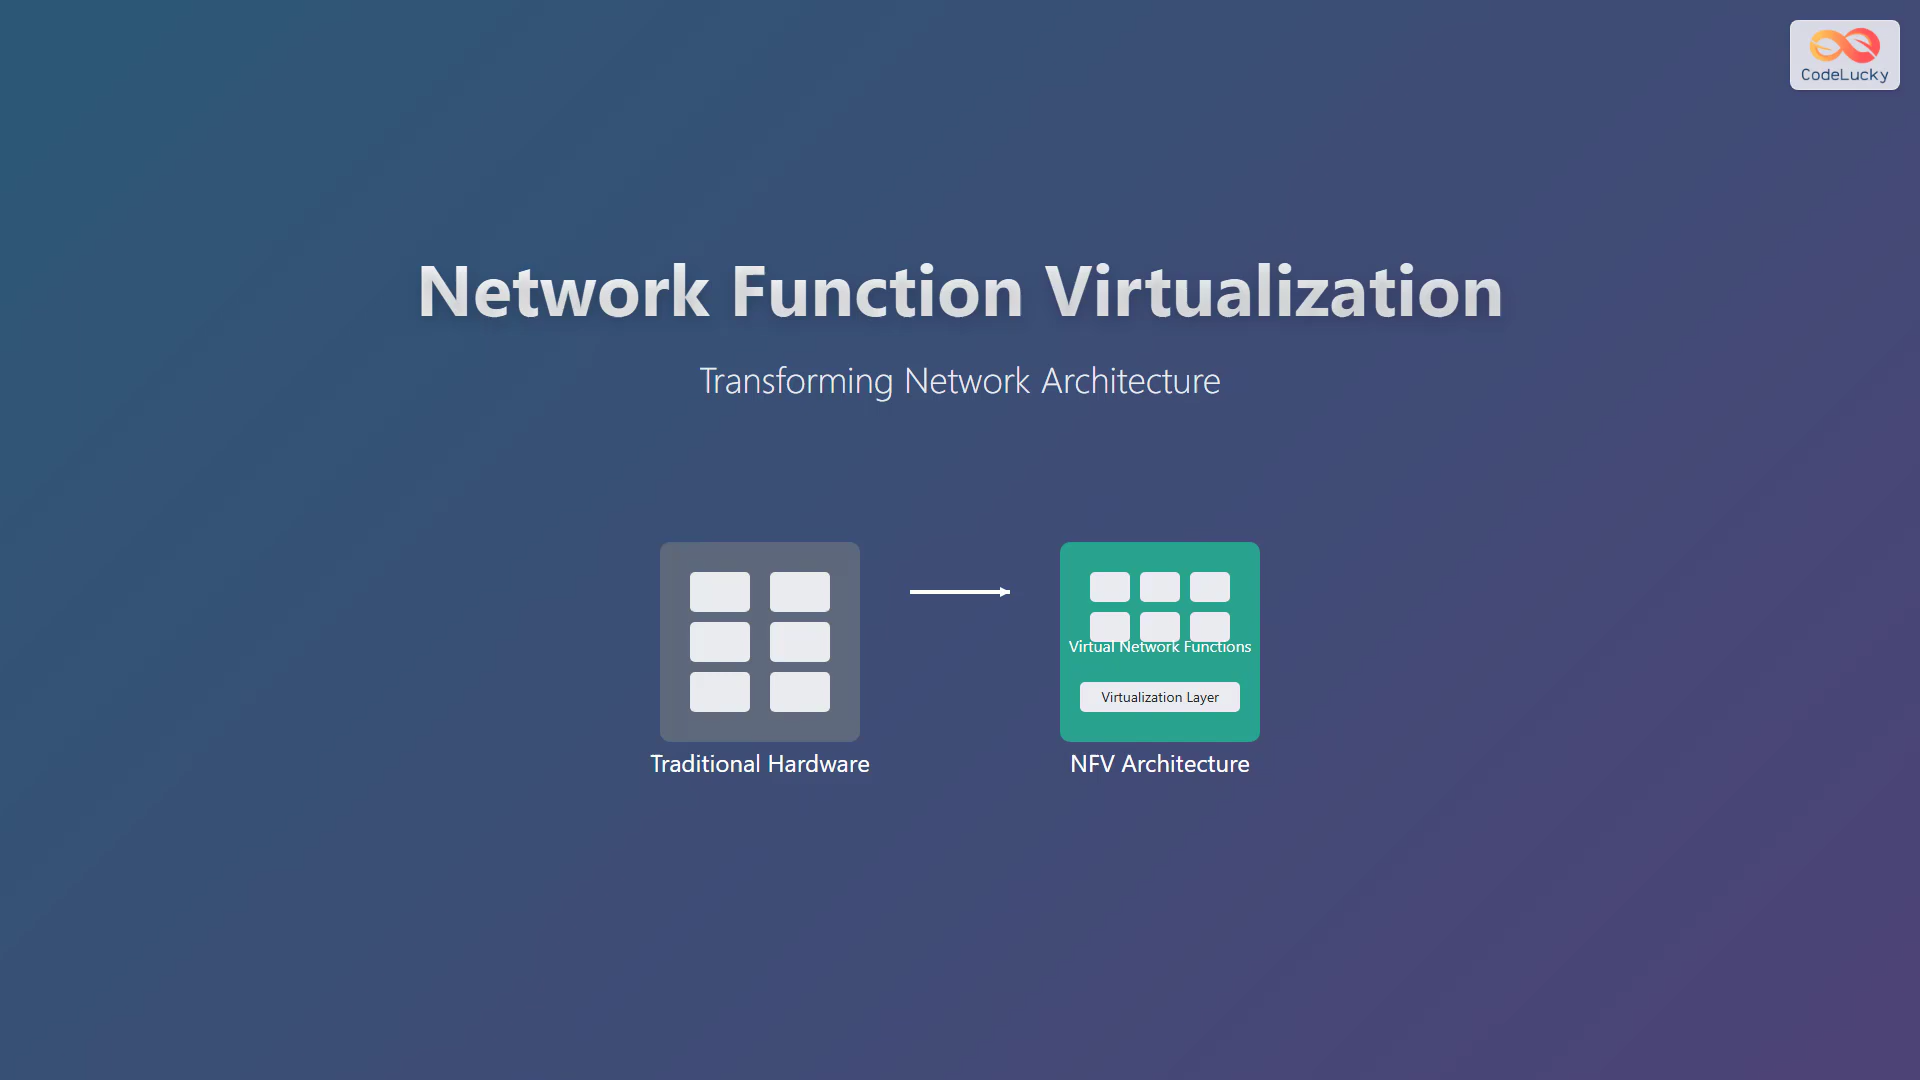 CodeLucky
Network Function Virtualization
Transforming Network Architecture
Virtual Network Functions
Virtualization Layer
Traditional Hardware
NFV Architecture